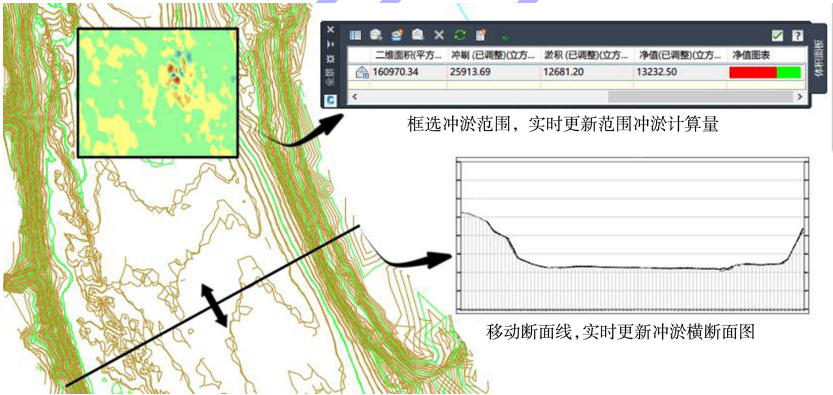 二维面积(平方... 冲刷 (已调整)(立方... 淤积 (已调整)(立方... 净值(已调整)(立方... 净值图表
160970.34 25913.69 12681.20 13232.50
体积面板
全景
框选冲淤范围，实时更新范围冲淤计算量
移动断面线,实时更新冲淤横断面图